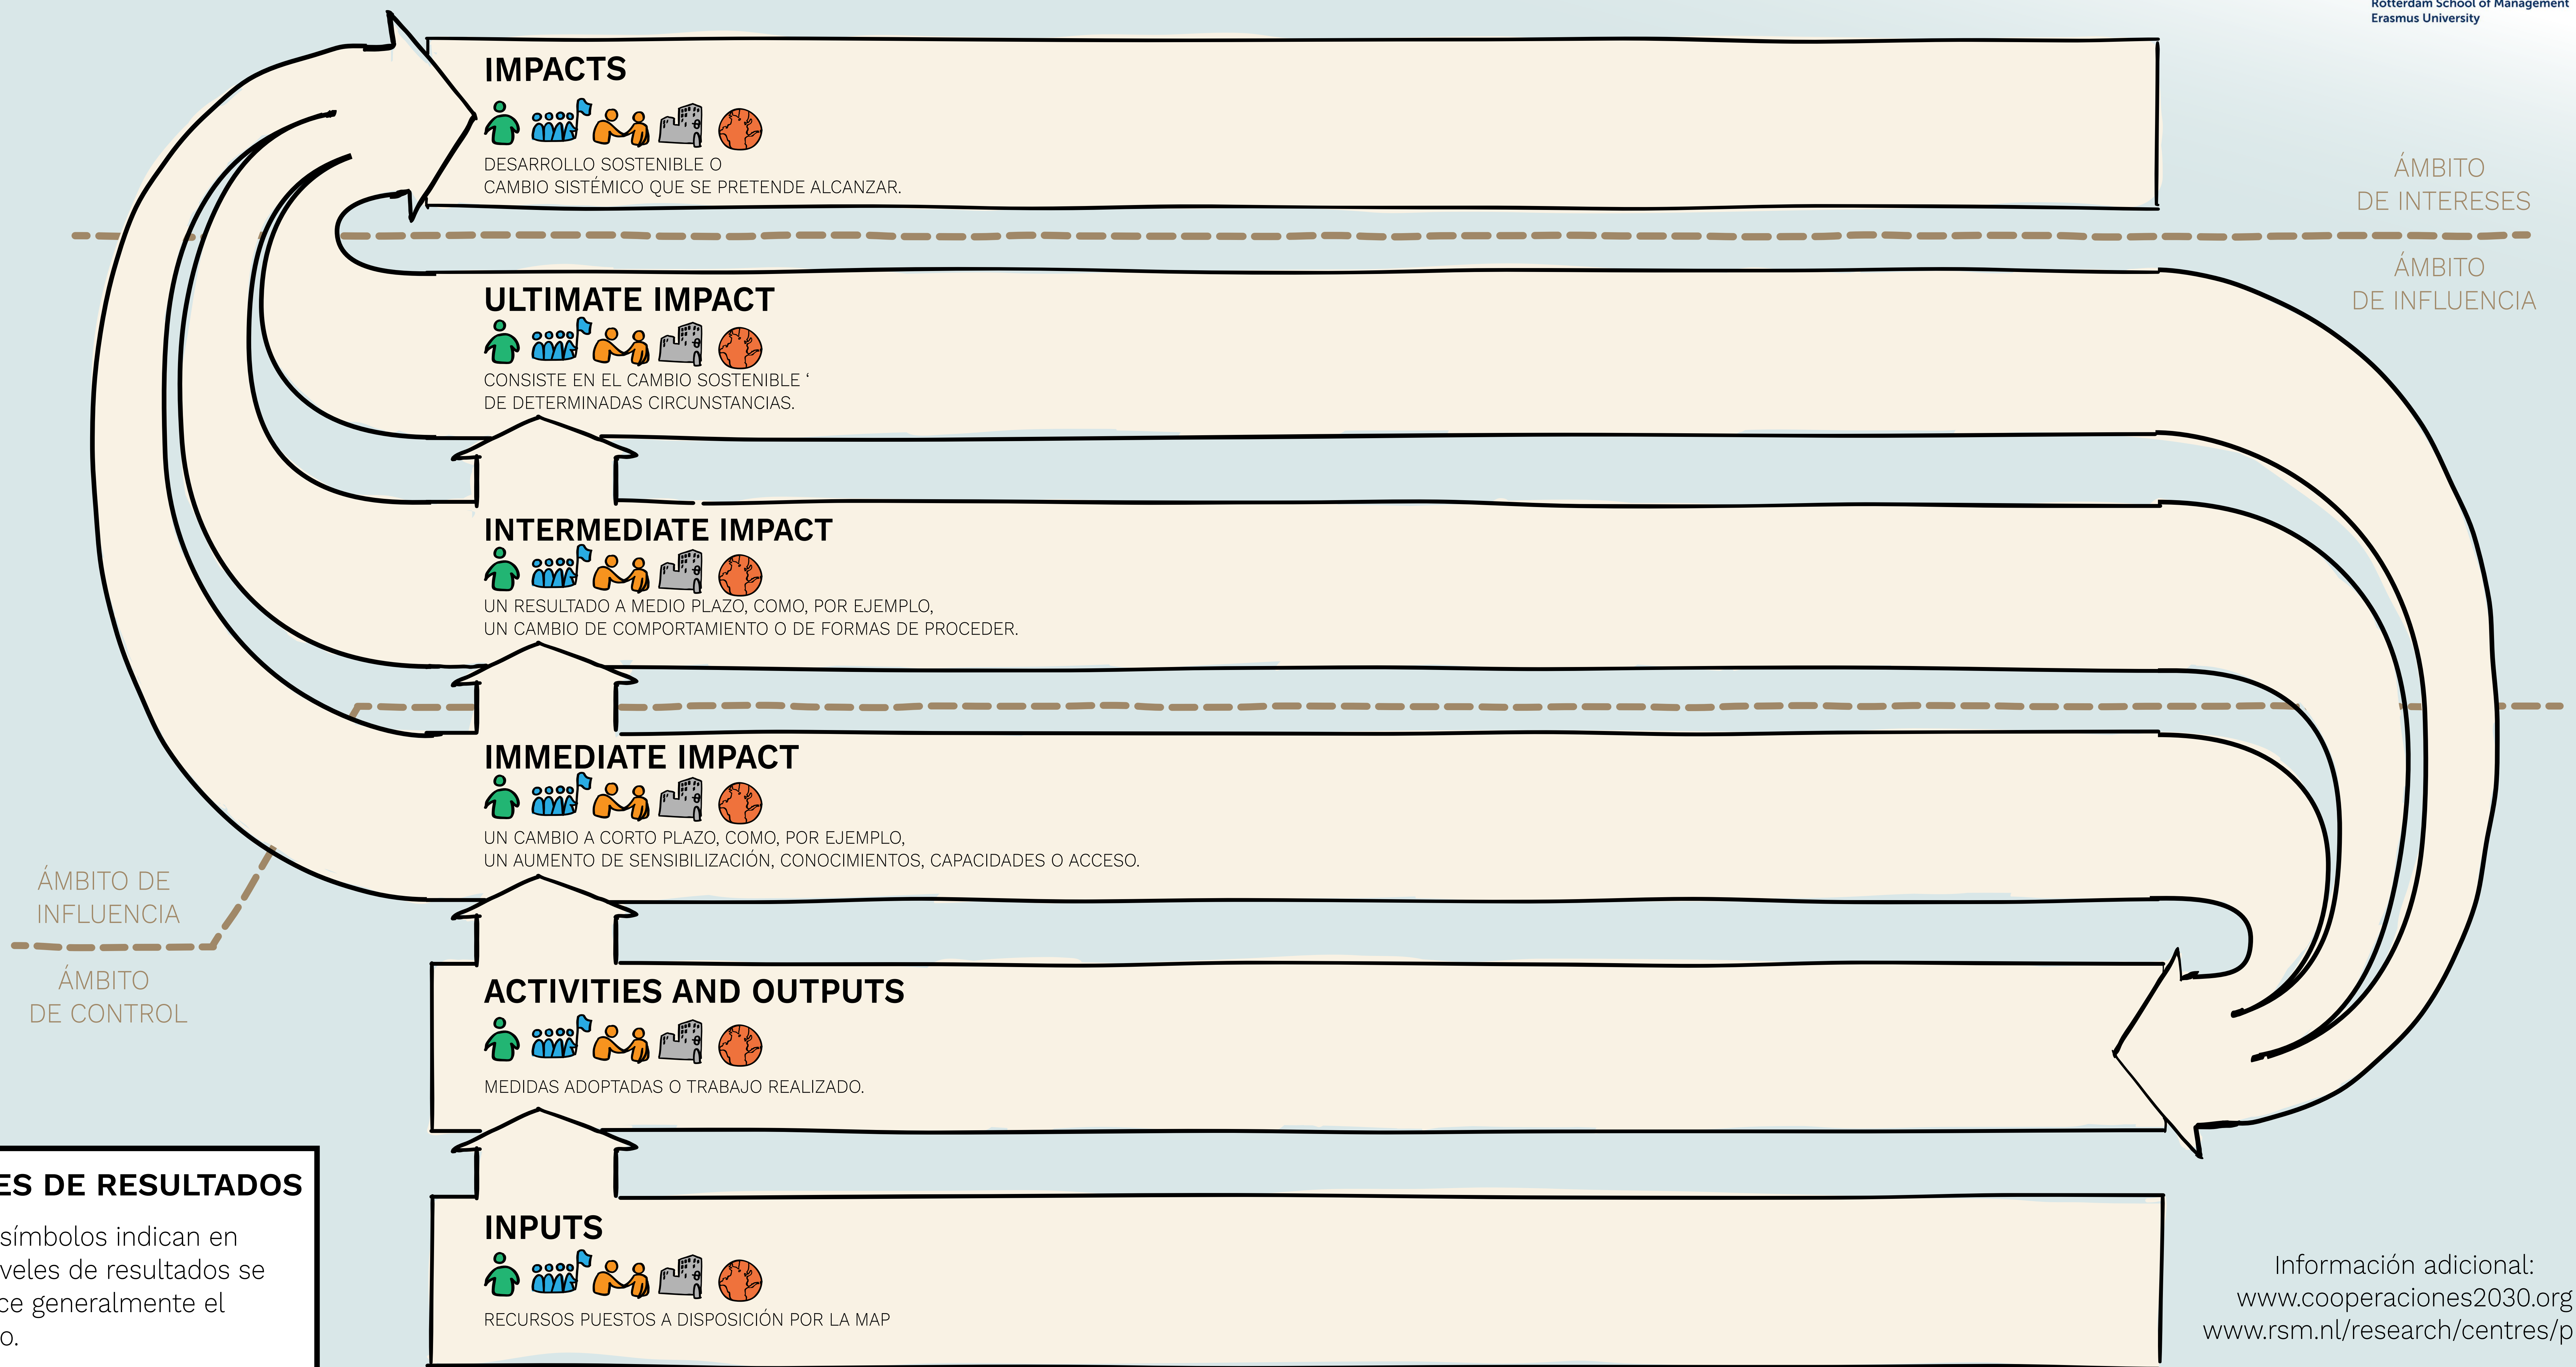 Rotterdam School of Management
Erasmus University
IMPACTS
DESARROLLO SOSTENIBLE O
CAMBIO SISTÉMICO QUE SE PRETENDE ALCANZAR.
ÁMBITO
DE INTERESES
ÁMBITO
DE INFLUENCIA
ULTIMATE IMPACT
CONSISTE EN EL CAMBIO SOSTENIBLE ‘
DE DETERMINADAS CIRCUNSTANCIAS.
INTERMEDIATE IMPACT
UN RESULTADO A MEDIO PLAZO, COMO, POR EJEMPLO,
UN CAMBIO DE COMPORTAMIENTO O DE FORMAS DE PROCEDER.
IMMEDIATE IMPACT
UN CAMBIO A CORTO PLAZO, COMO, POR EJEMPLO,
UN AUMENTO DE SENSIBILIZACIÓN, CONOCIMIENTOS, CAPACIDADES O ACCESO.
ÁMBITO DE
INFLUENCIA
ÁMBITO
DE CONTROL
ACTIVITIES AND OUTPUTS
MEDIDAS ADOPTADAS O TRABAJO REALIZADO.
ES DE RESULTADOS
símbolos indican en
veles de resultados se
ce generalmente el
o.
INPUTS
RECURSOS PUESTOS A DISPOSICIÓN POR LA MAP
Información adicional:
www.cooperaciones2030.org
www.rsm.nl/research/centres/p